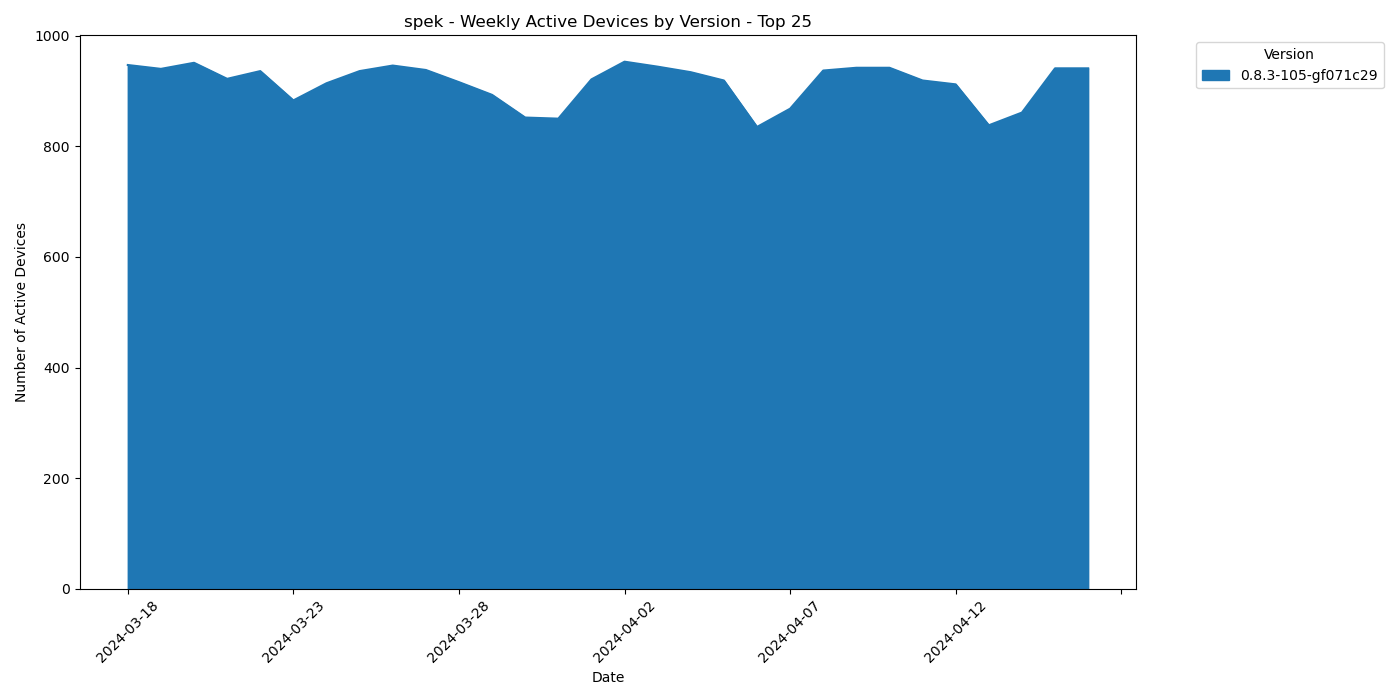 spek - Weekly Active Devices by Version - Top 25
Version
0.8.3-105-gf071c29
Number of Active Devices
1000
800
600
400
200
0
2024-03-18
2024-03-23
2024-03-28
2024-04-02
2024-04-07
2024-04-12
Date